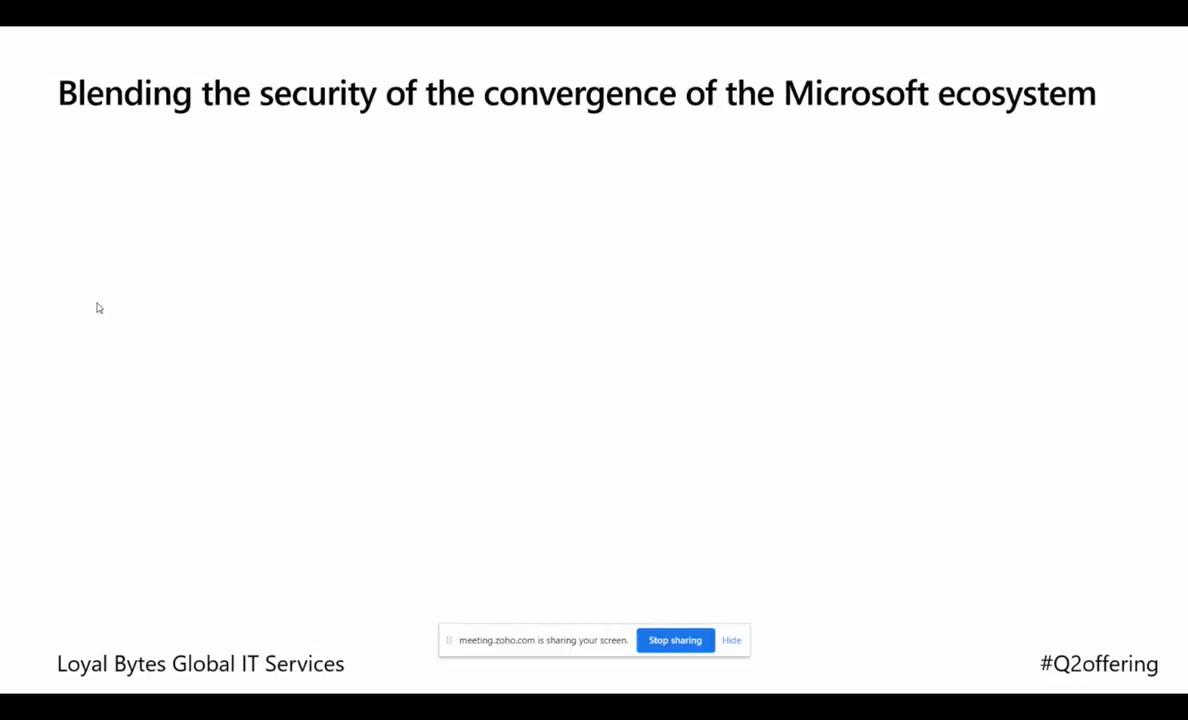 Blending the security of the convergence of the Microsoft ecosystem
meeting.zoho.com is sharing your screen.
Stop sharing
Hide
Loyal Bytes Global IT Services
#Q2offering